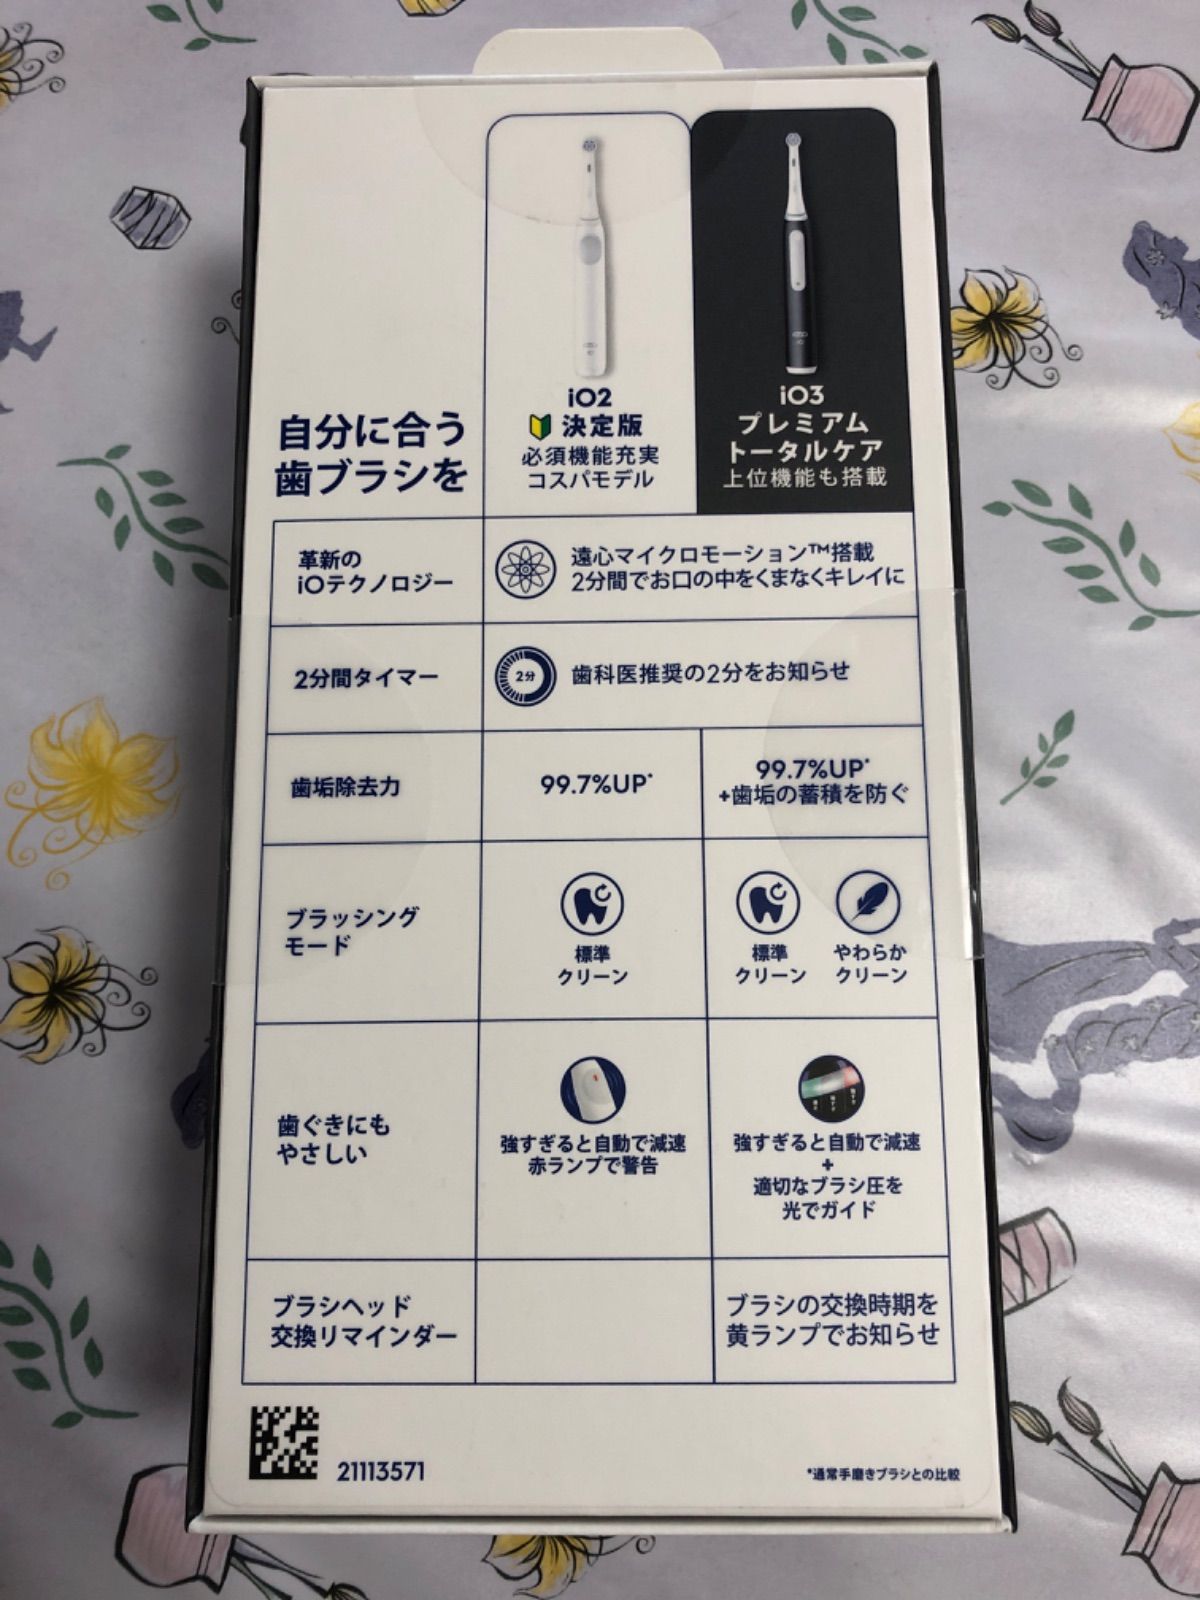 自分に合う
歯ブラシを
iO2
決定版
必須機能充実
コスパモデル
iO3
プレミアム
トータルケア
上位機能も搭載
革新の
iOテクノロジー
遠心マイクロモーション™搭載
2分間でお口の中をくまなくキレイに
2分間タイマー
2分
歯科医推奨の2分をお知らせ
歯垢除去力
99.7%UP*
99.7%UP*
+歯垢の蓄積を防ぐ
ブラッシング
モード
標準
クリーン
標準
クリーン
やわらか
クリーン
歯ぐきにも
やさしい
強すぎると自動で減速
赤ランプで警告
強すぎると自動で減速
+
適切なブラシ圧を
光でガイド
ブラシヘッド
交換リマインダー
ブラシの交換時期を
黄ランプでお知らせ
21113571
*通常手磨きブラシとの比較